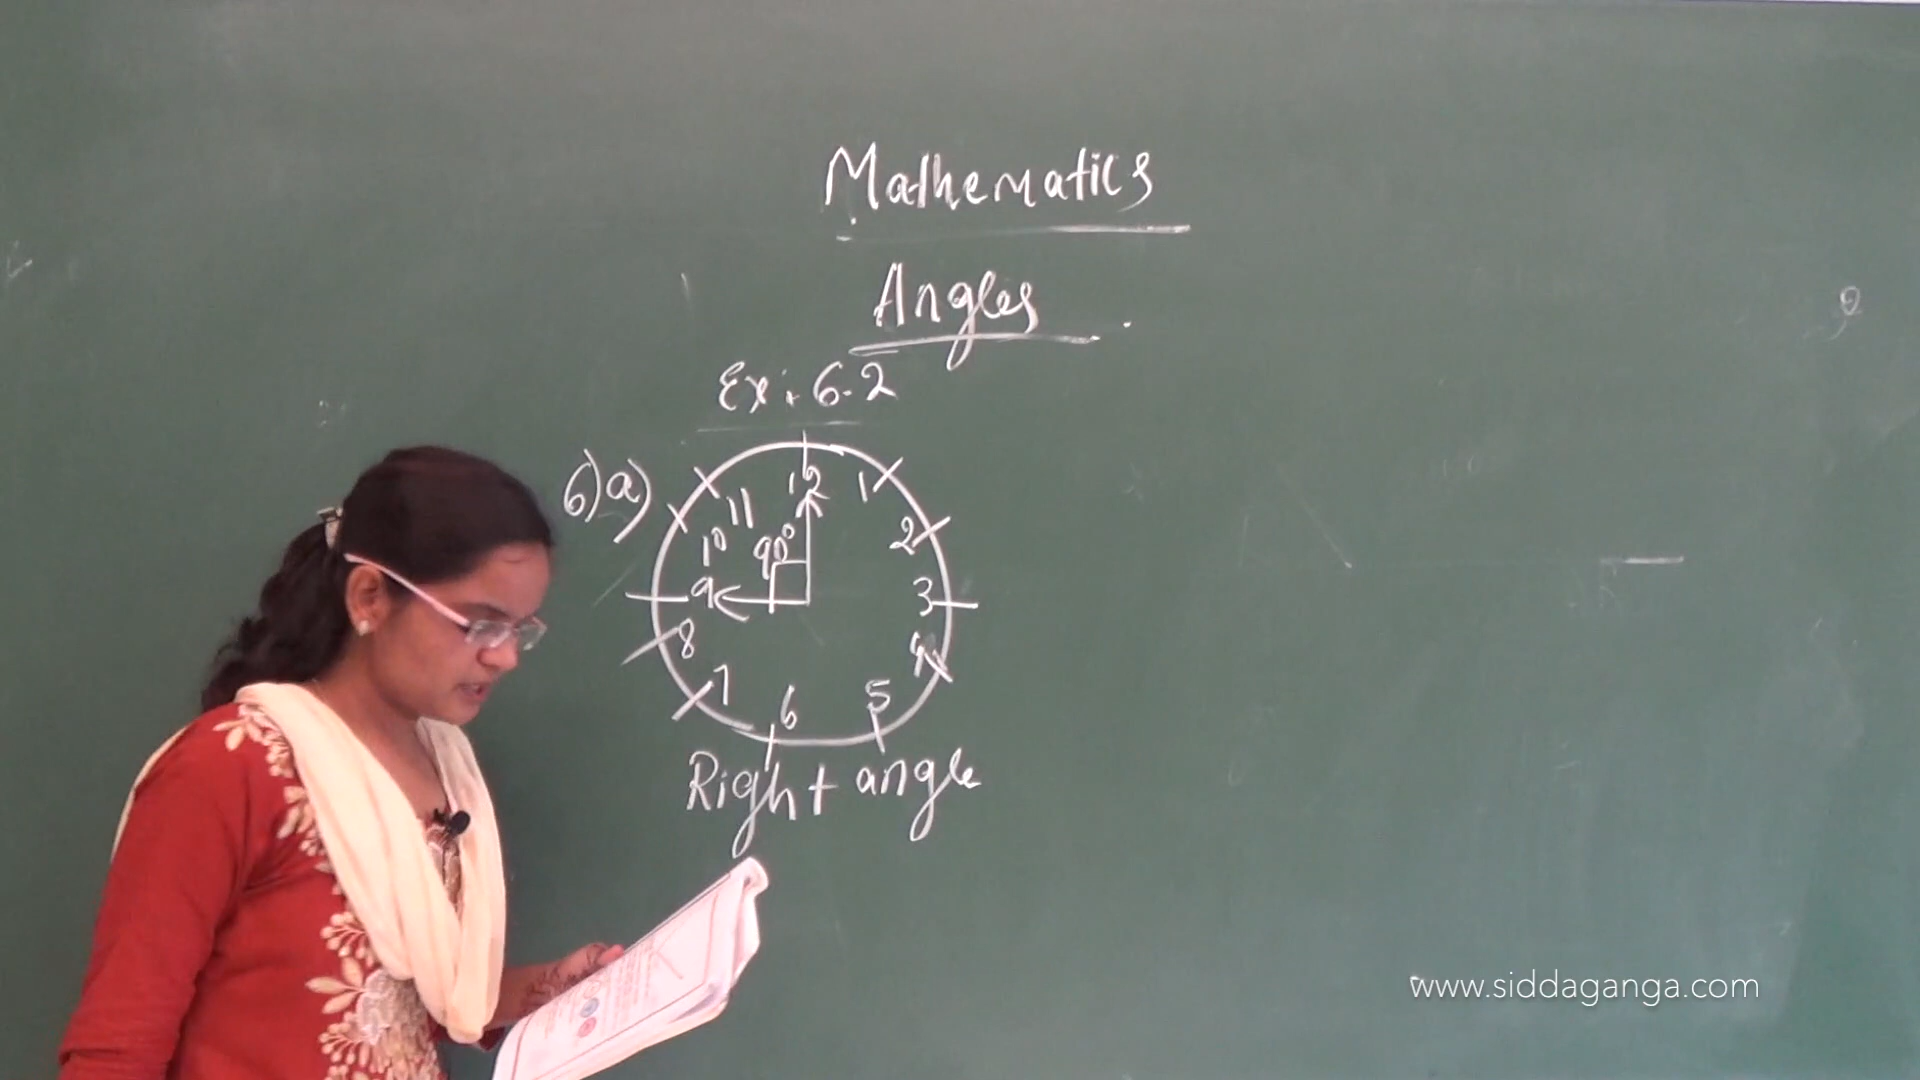 Mathematics
Angles
Ex: 6.2
6) a)
12
11 1
10 90° 2
9 3
8 4
7 5
6
Right angle
www.siddaganga.com